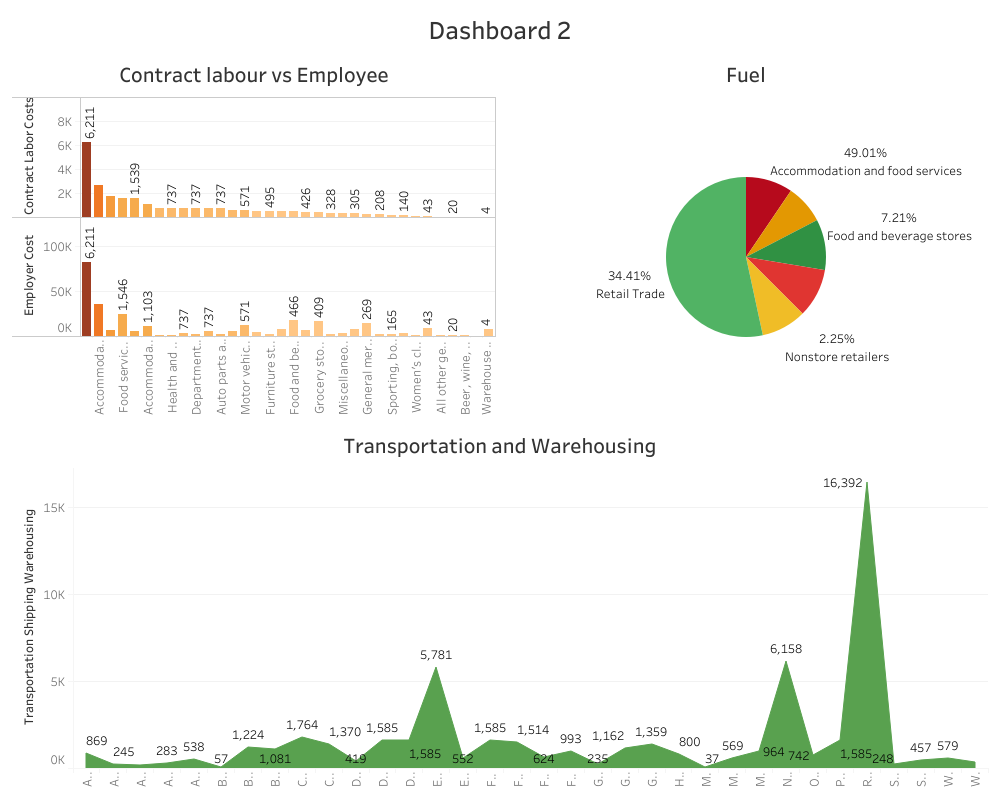 Dashboard 2
Contract labour vs Employee
Contract Labor Costs
8K
6K
4K
2K
6,211
1,539
737
737
737
571
495
426
328
305
208
140
43
20
4
Employer Cost
100K
50K
0K
6,211
1,546
1,103
737
737
571
466
409
269
165
43
20
4
Accommoda..
Food servic..
Accommoda..
Health and ..
Department..
Auto parts a..
Motor vehic..
Furniture st..
Food and be..
Grocery sto..
Miscellaneo..
General mer..
Sporting, bo..
Women's cl..
All other ge..
Beer, wine, ..
Warehouse ..
Fuel
49.01%
Accommodation and food services
7.21%
Food and beverage stores
34.41%
Retail Trade
2.25%
Nonstore retailers
Transportation and Warehousing
Transportation Shipping Warehousing
15K
10K
5K
0K
869
245
283
538
57
1,224
1,081
1,764
1,370
419
1,585
1,585
5,781
552
1,585
1,514
624
993
235
1,162
1,359
800
37
569
964
6,158
742
1,585
16,392
248
457
579
A..
A..
A..
A..
A..
B..
B..
B..
C..
C..
D..
D..
D..
E..
E..
F..
F..
F..
F..
G..
G..
G..
H..
M..
M..
M..
N..
O..
P..
R..
S..
S..
W..
W..